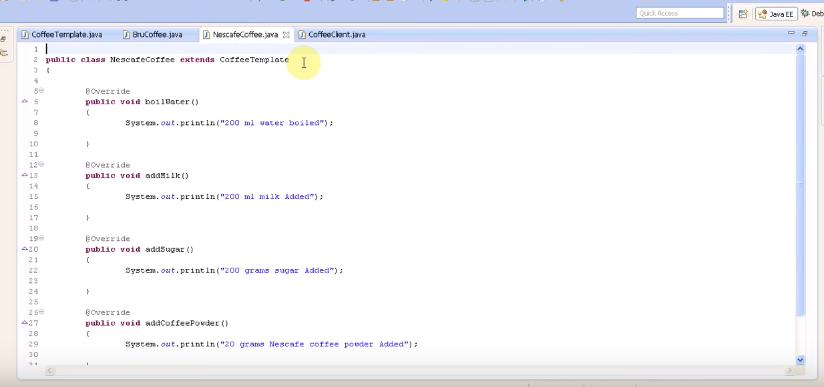 Quick Access
Java EE
Deb
CoffeeTemplate.java
BruCoffee.java
NescafeCoffee.java
CoffeeClient.java
1
2 public class NescafeCoffee extends CoffeeTemplate
3 {
4
5 @Override
6 public void boilWater()
7 {
8 System.out.println("200 ml water boiled");
9
10 }
11
12 @Override
13 public void addMilk()
14 {
15 System.out.println("200 ml milk Added");
16
17 }
18
19 @Override
20 public void addSugar()
21 {
22 System.out.println("200 grams sugar Added");
23
24 }
25
26 @Override
27 public void addCoffeePowder()
28 {
29 System.out.println("20 grams Nescafe coffee powder Added");
30
31 }